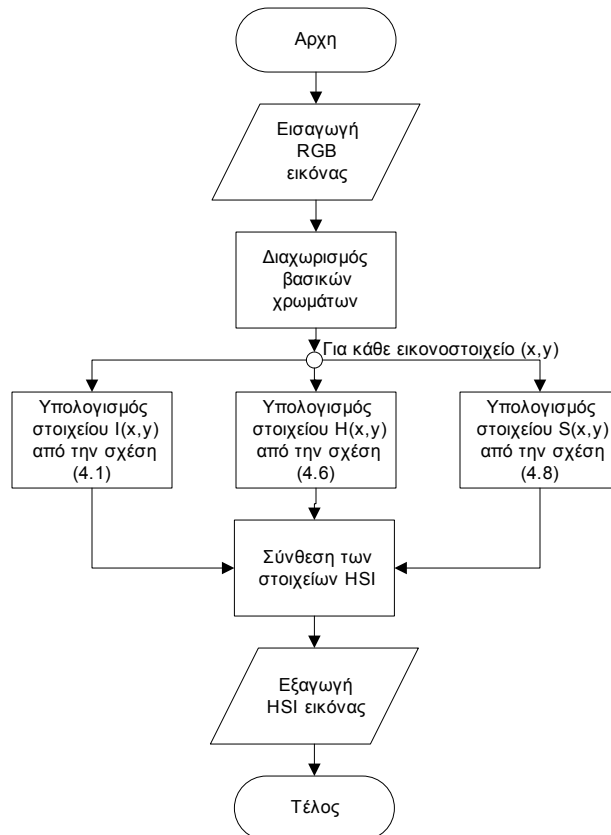 Αρχη
Εισαγωγή
RGB
εικόνας
Διαχωρισμός
βασικών
χρωμάτων
Για κάθε εικονοστοιχείο (x,y)
Υπολογισμός
στοιχείου I(x,y)
από την σχέση
(4.1)
Υπολογισμός
στοιχείου H(x,y)
από την σχέση
(4.6)
Υπολογισμός
στοιχείου S(x,y)
από την σχέση
(4.8)
Σύνθεση των
στοιχείων HSI
Εξαγωγή
HSI εικόνας
Τέλος